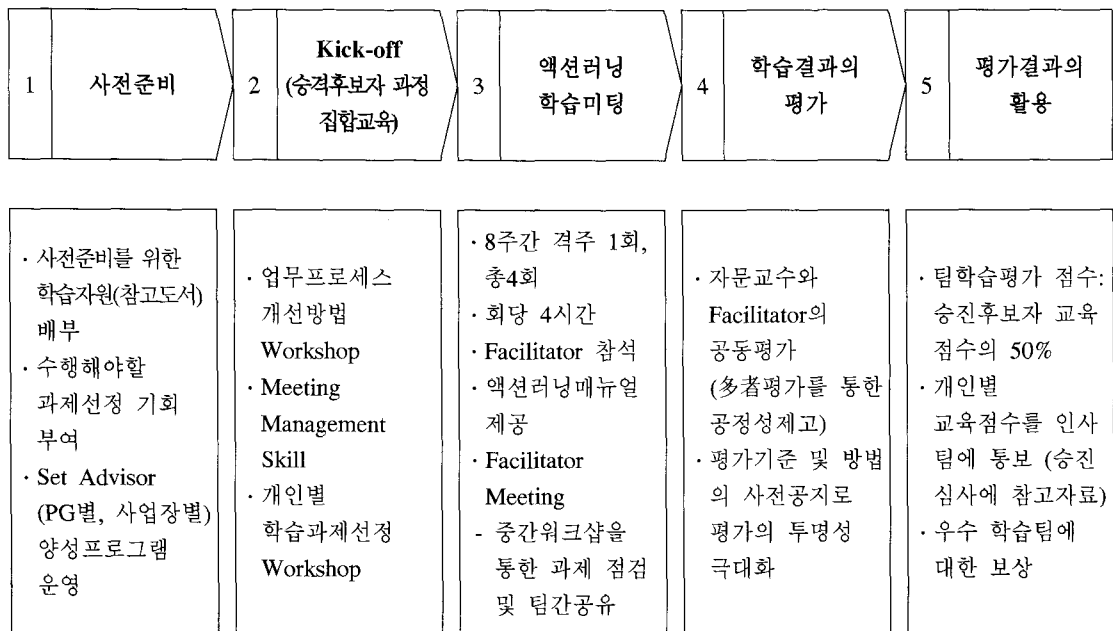 1
사전준비
2
Kick-off
(승격후보자 과정
집합교육)
3
액션러닝
학습미팅
4
학습결과의
평가
5
평가결과의
활용
· 사전준비를 위한
학습자원(참고도서)
배부
· 수행해야할
과제선정 기회
부여
· Set Advisor
(PG별, 사업장별)
양성프로그램
운영
· 업무프로세스
개선방법
Workshop
· Meeting
Management
Skill
· 개인별
학습과제선정
Workshop
· 8주간 격주 1회,
총4회
· 회당 4시간
· Facilitator 참석
· 액션러닝매뉴얼
제공
· Facilitator
Meeting
- 중간워크샵을
통한 과제 점검
및 팀간공유
· 자문교수와
Facilitator의
공동평가
(多者평가를 통한
공정성제고)
· 평가기준 및 방법
의 사전공지로
평가의 투명성
극대화
· 팀학습평가 점수:
승진후보자 교육
점수의 50%
· 개인별
교육점수를 인사
팀에 통보 (승진
심사에 참고자료)
· 우수 학습팀에
대한 보상